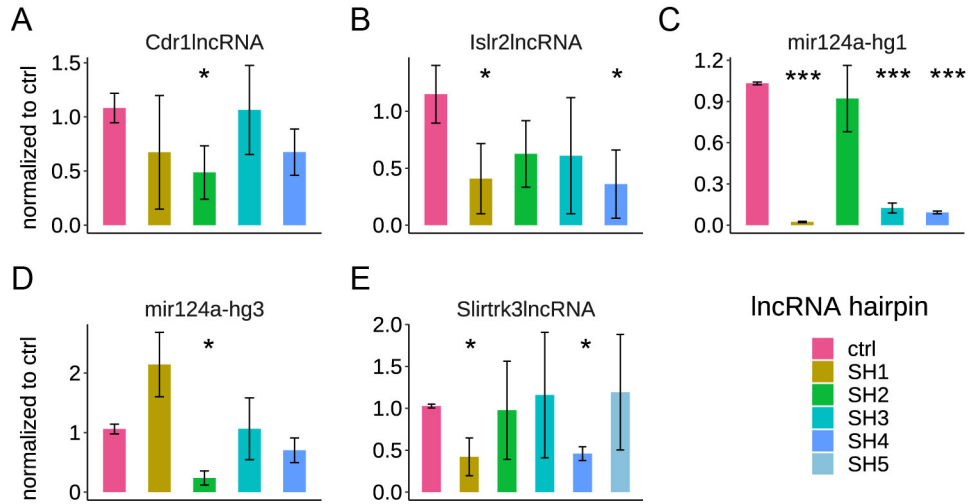 A
Cdr1lncRNA
normalized to ctrl
1.5
1.0
0.5
0.0
*
B
Islr2lncRNA
1.0
0.5
0.0
* *
C
mir124a-hg1
1.2
0.9
0.6
0.3
0.0
*** *** ***
D
mir124a-hg3
normalized to ctrl
2
1
0
*
E
Slirtrk3lncRNA
2.0
1.5
1.0
0.5
0.0
* *
lncRNA hairpin
ctrl
SH1
SH2
SH3
SH4
SH5